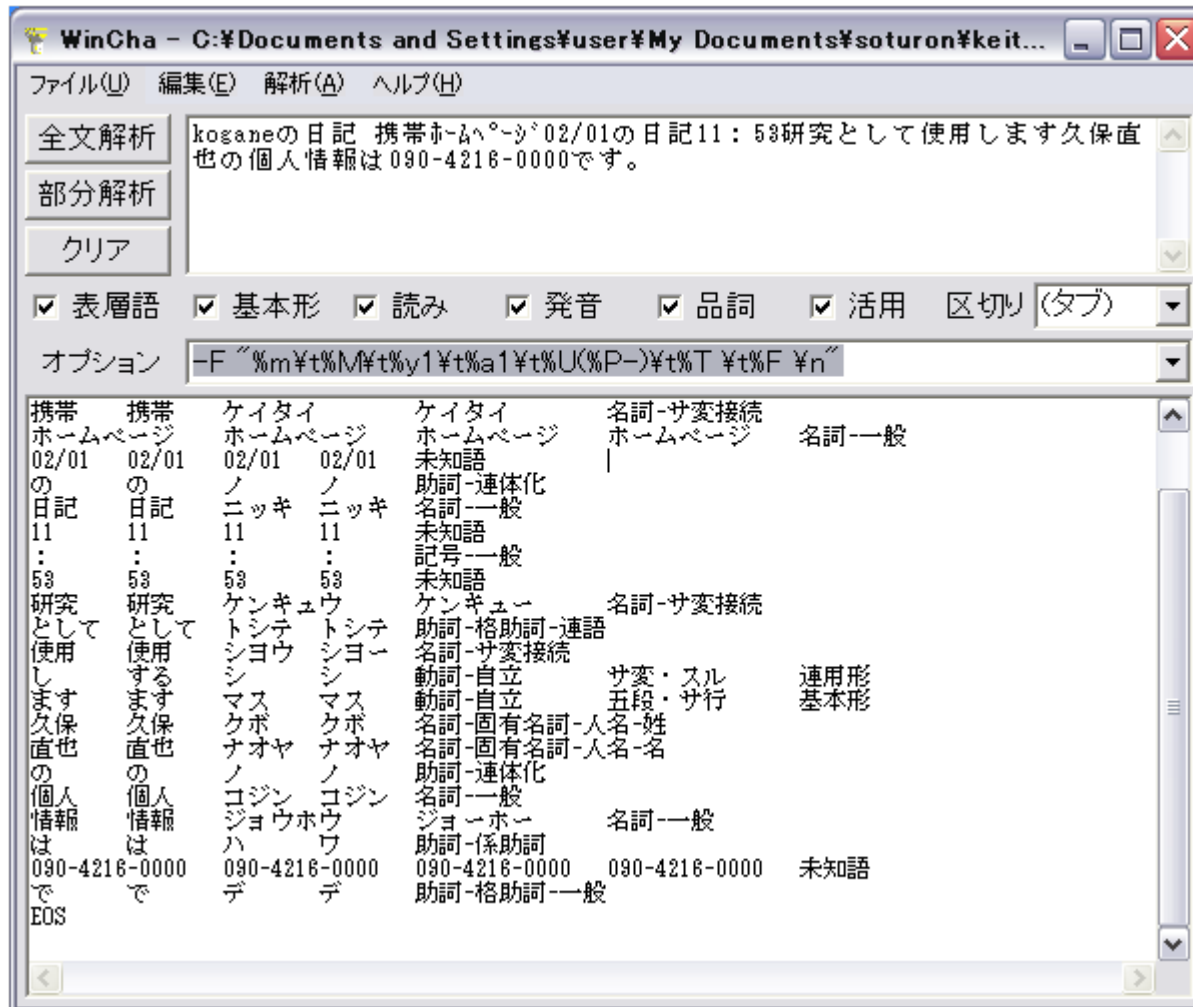 WinCha - C:¥Documents and Settings¥user¥My Documents¥soturon¥keit...
ファイル(U) 編集(E) 解析(A) ヘルプ(H)
全文解析
部分解析
クリア
koganeの日記 携帯ﾎｰﾑﾍﾟｰｼﾞ02/01の日記11：53研究として使用します久保直
也の個人情報は090-4216-0000です。
表層語 基本形 読み 発音 品詞 活用 区切り (タブ)
オプション -F "%m¥t%M¥t%y1¥t%a1¥t%U(%P-)¥t%T ¥t%F ¥n"
携帯 携帯 ケイタイ ケイタイ 名詞-サ変接続
ホームページ ホームページ ホームページ ホームページ 名詞-一般
02/01 02/01 02/01 02/01 未知語
の の ノ ノ 助詞-連体化
日記 日記 ニッキ ニッキ 名詞-一般
11 11 11 11 未知語
： ： ： ： 記号-一般
53 53 53 53 未知語
研究 研究 ケンキュウ ケンキュー 名詞-サ変接続
として として トシテ トシテ 助詞-格助詞-連語
使用 使用 シヨウ シヨー 名詞-サ変接続
し する シ シ 動詞-自立 サ変・スル 連用形
ます ます マス マス 動詞-自立 五段・サ行 基本形
久保 久保 クボ クボ 名詞-固有名詞-人名-姓
直也 直也 ナオヤ ナオヤ 名詞-固有名詞-人名-名
の の ノ ノ 助詞-連体化
個人 個人 コジン コジン 名詞-一般
情報 情報 ジョウホウ ジョーホー 名詞-一般
は は ハ ワ 助詞-係助詞
090-4216-0000 090-4216-0000 090-4216-0000 090-4216-0000 未知語
で で デ デ 助詞-格助詞-一般
EOS